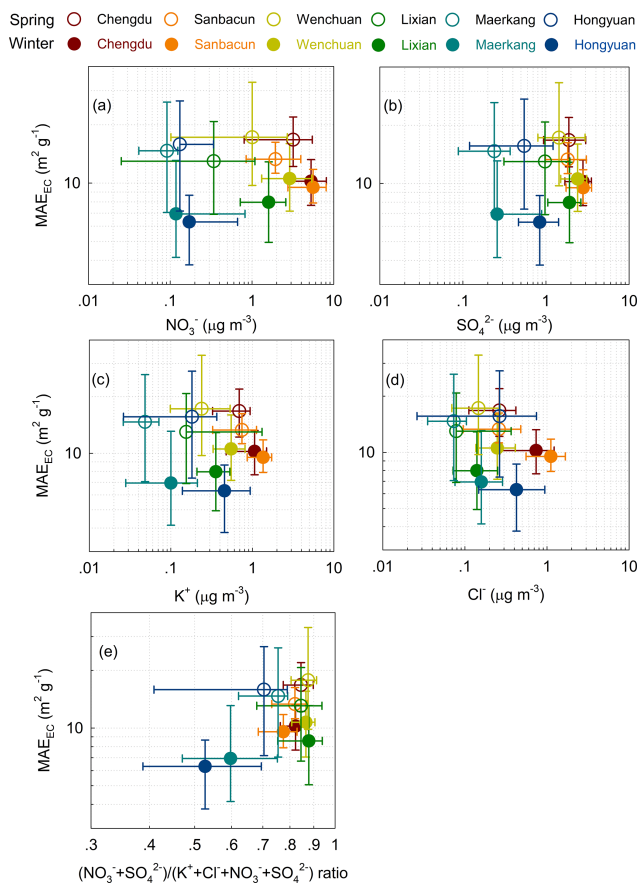 Spring Chengdu Sanbacun Wenchuan Lixian Maerkang Hongyuan
Winter Chengdu Sanbacun Wenchuan Lixian Maerkang Hongyuan
(a)
MAE_EC (m² g⁻¹)
10
.01 .1 1 10
NO₃⁻ (μg m⁻³)
(b)
10
.01 .1 1 10
SO₄²⁻ (μg m⁻³)
(c)
MAE_EC (m² g⁻¹)
10
.01 .1 1 10
K⁺ (μg m⁻³)
(d)
10
.01 .1 1 10
Cl⁻ (μg m⁻³)
(e)
MAE_EC (m² g⁻¹)
10
.3 .4 .5 .6 .7 .8 .9 1
(NO₃⁻+SO₄²⁻)/(K⁺+Cl⁻+NO₃⁻+SO₄²⁻) ratio